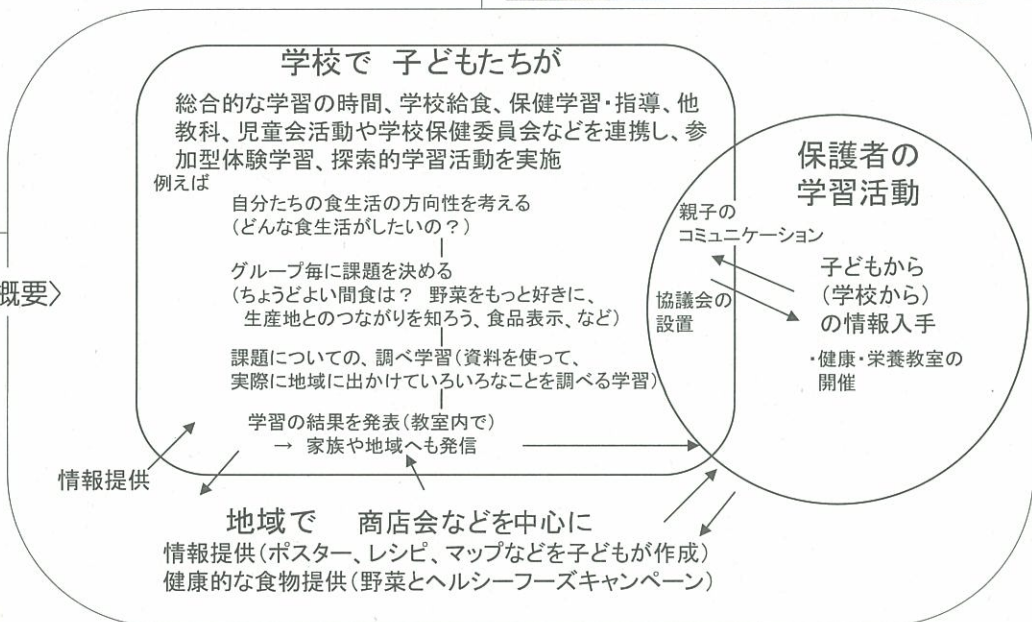 学校で 子どもたちが
総合的な学習の時間、学校給食、保健学習・指導、他
教科、児童会活動や学校保健委員会などを連携し、参
加型体験学習、探索的学習活動を実施
例えば
自分たちの食生活の方向性を考える
(どんな食生活がしたいの？)
グループ毎に課題を決める
(ちょうどよい間食は？ 野菜をもっと好きに、
生産地とのつながりを知ろう、食品表示、など)
課題についての、調べ学習(資料を使って、
実際に地域に出かけていろいろなことを調べる学習)
学習の結果を発表(教室内で)
→ 家族や地域へも発信
概要〉
保護者の
学習活動
親子の
コミュニケーション
協議会の
設置
子どもから
(学校から)
の情報入手
・健康・栄養教室の
開催
情報提供
地域で 商店会などを中心に
情報提供(ポスター、レシピ、マップなどを子どもが作成)
健康的な食物提供(野菜とヘルシーフーズキャンペーン)